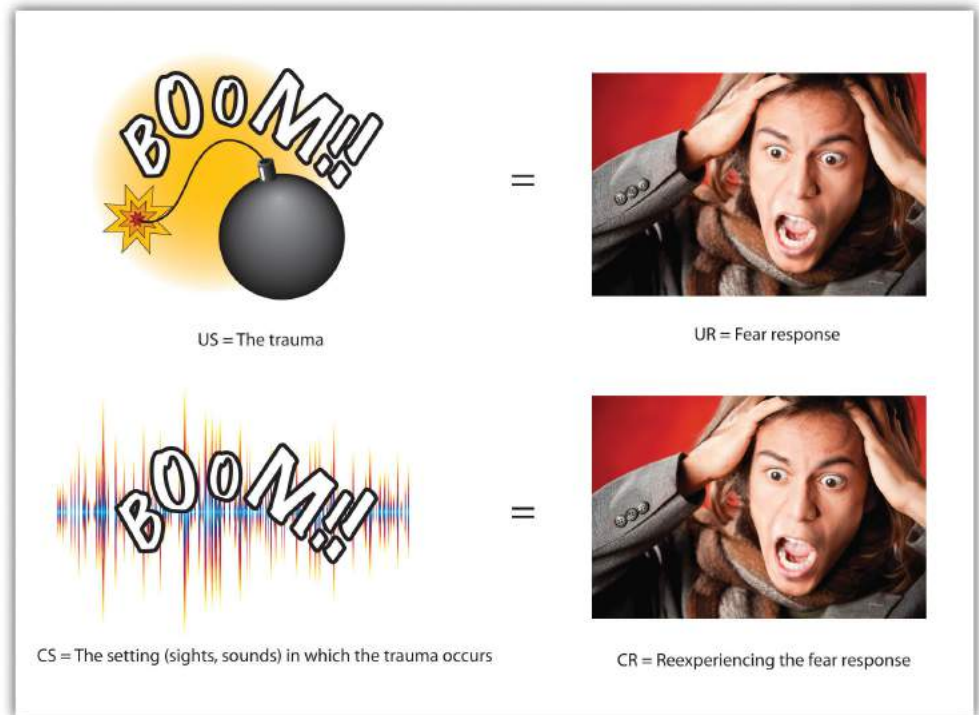 BOOM!!
=
US = The trauma
UR = Fear response
BOOM!!
=
CS = The setting (sights, sounds) in which the trauma occurs
CR = Reexperiencing the fear response